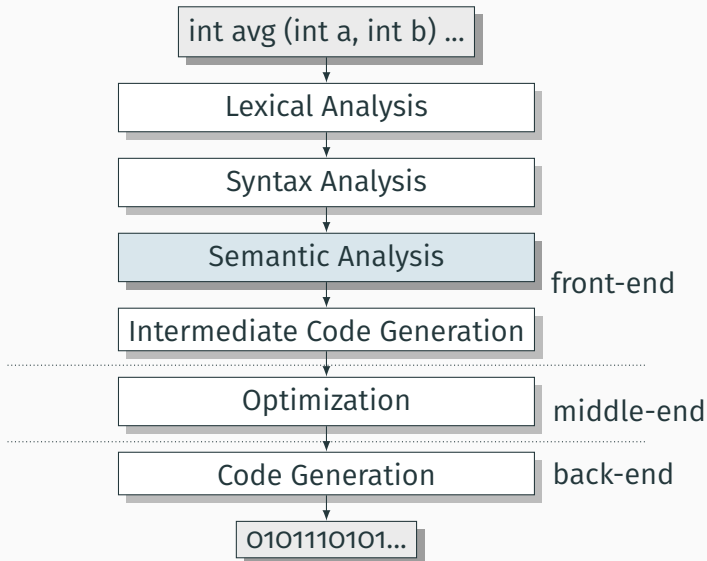 int avg (int a, int b) ...
Lexical Analysis
Syntax Analysis
Semantic Analysis
front-end
Intermediate Code Generation
Optimization
middle-end
Code Generation
back-end
0101110101...